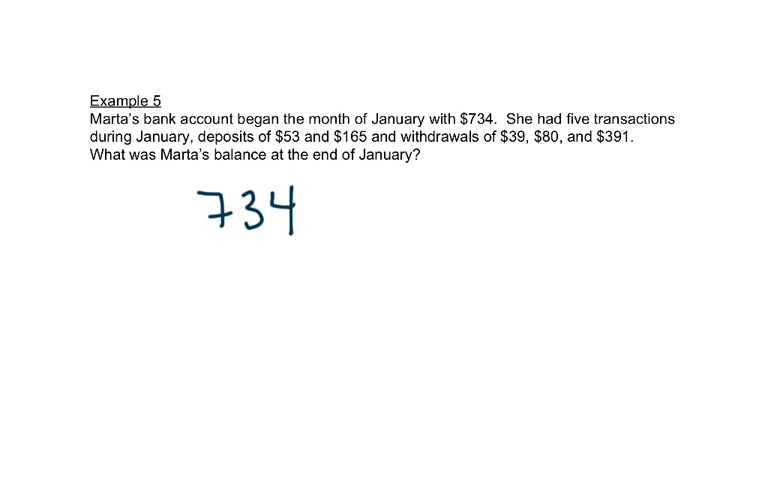 Example 5
Marta's bank account began the month of January with $734.  She had five transactions
during January, deposits of $53 and $165 and withdrawals of $39, $80, and $391.
What was Marta's balance at the end of January?
734